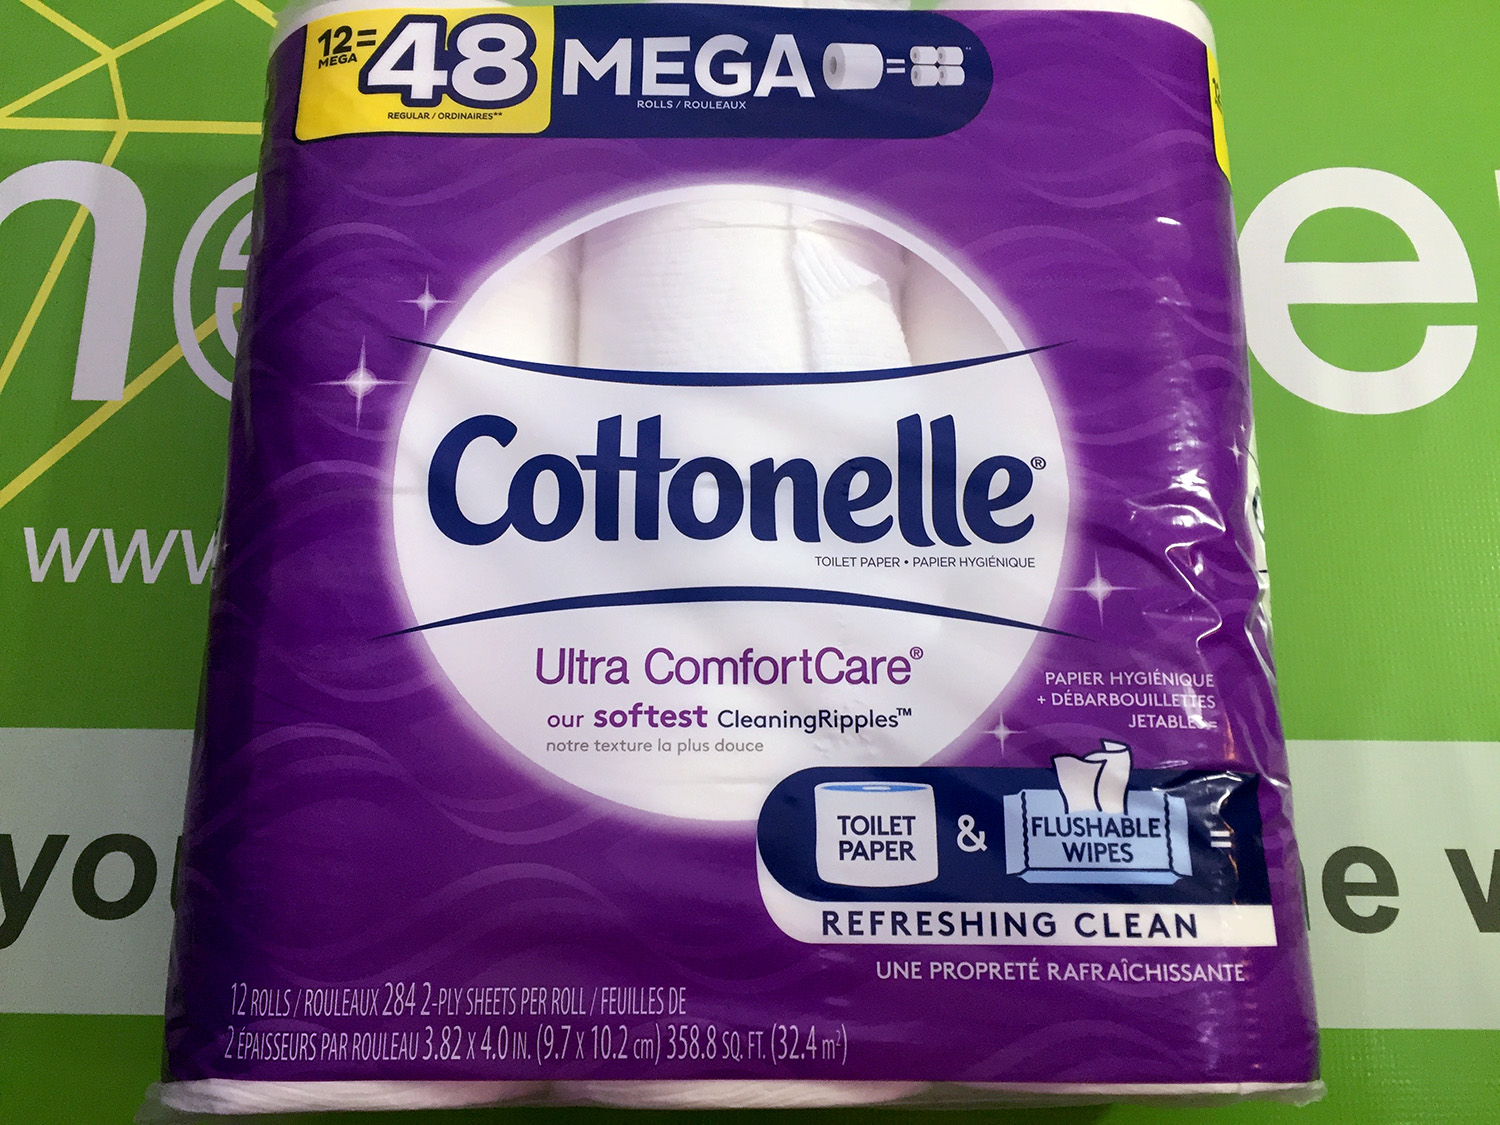 12=
MEGA
48
REGULAR / ORDINAIRES**
MEGA
ROLLS / ROULEAUX
=
**
www.
Cottonelle®
TOILET PAPER • PAPIER HYGIÉNIQUE
Ultra ComfortCare®
our softest CleaningRipples™
notre texture la plus douce
PAPIER HYGIÉNIQUE
+ DÉBARBOUILLETTES
JETABLES=
TOILET
PAPER
&
FLUSHABLE
WIPES
=
REFRESHING CLEAN
UNE PROPRETÉ RAFRAÎCHISSANTE
12 ROLLS / ROULEAUX 284 2-PLY SHEETS PER ROLL / FEUILLES DE
2 ÉPAISSEURS PAR ROULEAU 3.82 X 4.0 IN. (9.7 X 10.2 cm) 358.8 SQ. FT. (32.4 m²)